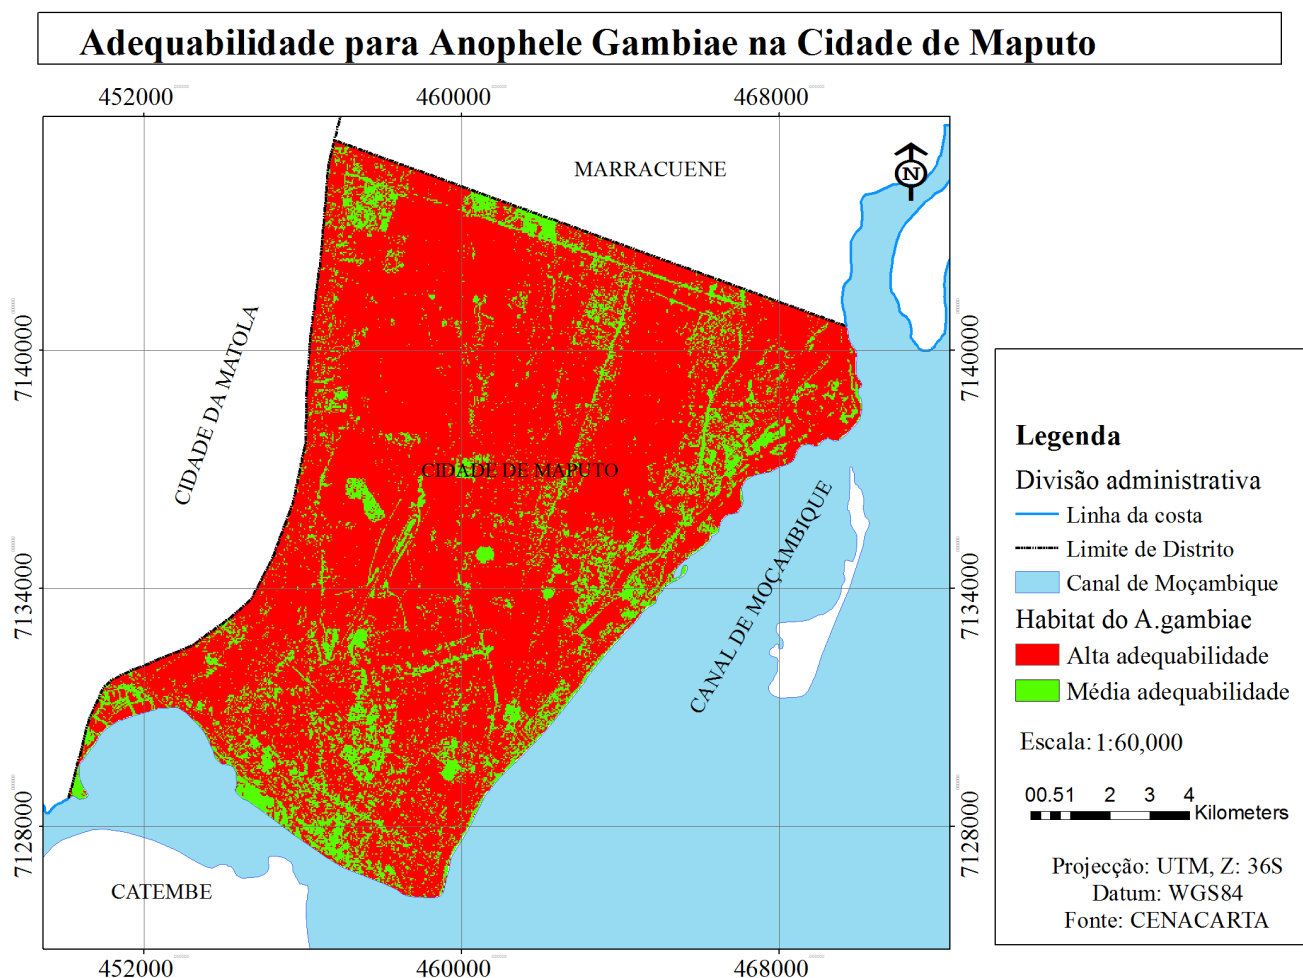 Adequabilidade para Anophele Gambiae na Cidade de Maputo
452000 460000 468000
MARRACUENE
N
CIDADE DA MATOLA
7140000 7140000
CIDADE DE MAPUTO
CANAL DE MOÇAMBIQUE
7134000 7134000
7128000 7128000
CATEMBE
452000 460000 468000
Legenda
Divisão administrativa
Linha da costa
Limite de Distrito
Canal de Moçambique
Habitat do A.gambiae
Alta adequabilidade
Média adequabilidade
Escala: 1:60,000
00.51 2 3 4 Kilometers
Projecção: UTM, Z: 36S
Datum: WGS84
Fonte: CENACARTA